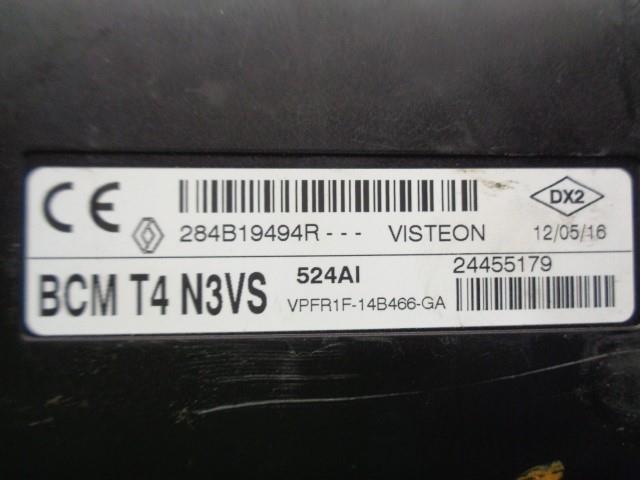 CE
DX2
284B19494R--- VISTEON 12/05/16
BCM T4 N3VS 524AI 24455179
VPFR1F-14B466-GA